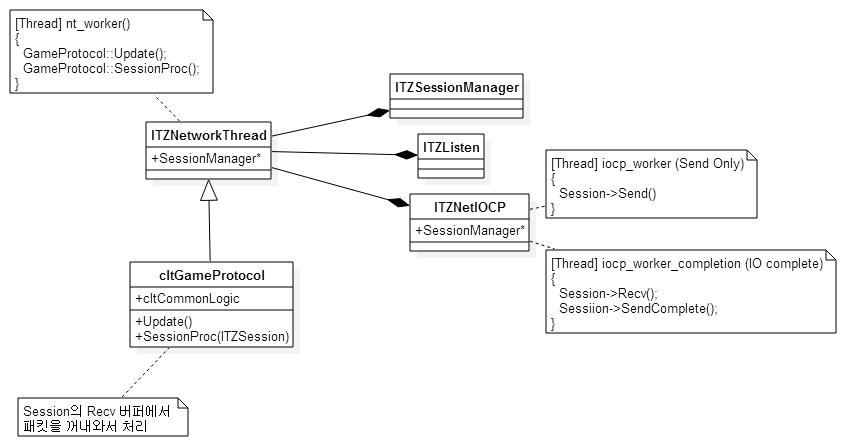 [Thread] nt_worker()
{
GameProtocol::Update();
GameProtocol::SessionProc();
}
ITZNetworkThread
+SessionManager*
ITZSessionManager
ITZListen
ITZNetIOCP
+SessionManager*
[Thread] iocp_worker (Send Only)
{
Session->Send()
}
[Thread] iocp_worker_completion (IO complete)
{
Session->Recv();
Sessiion->SendComplete();
}
cltGameProtocol
+cltCommonLogic
+Update()
+SessionProc(ITZSession)
Session의 Recv 버퍼에서
패킷을 꺼내와서 처리